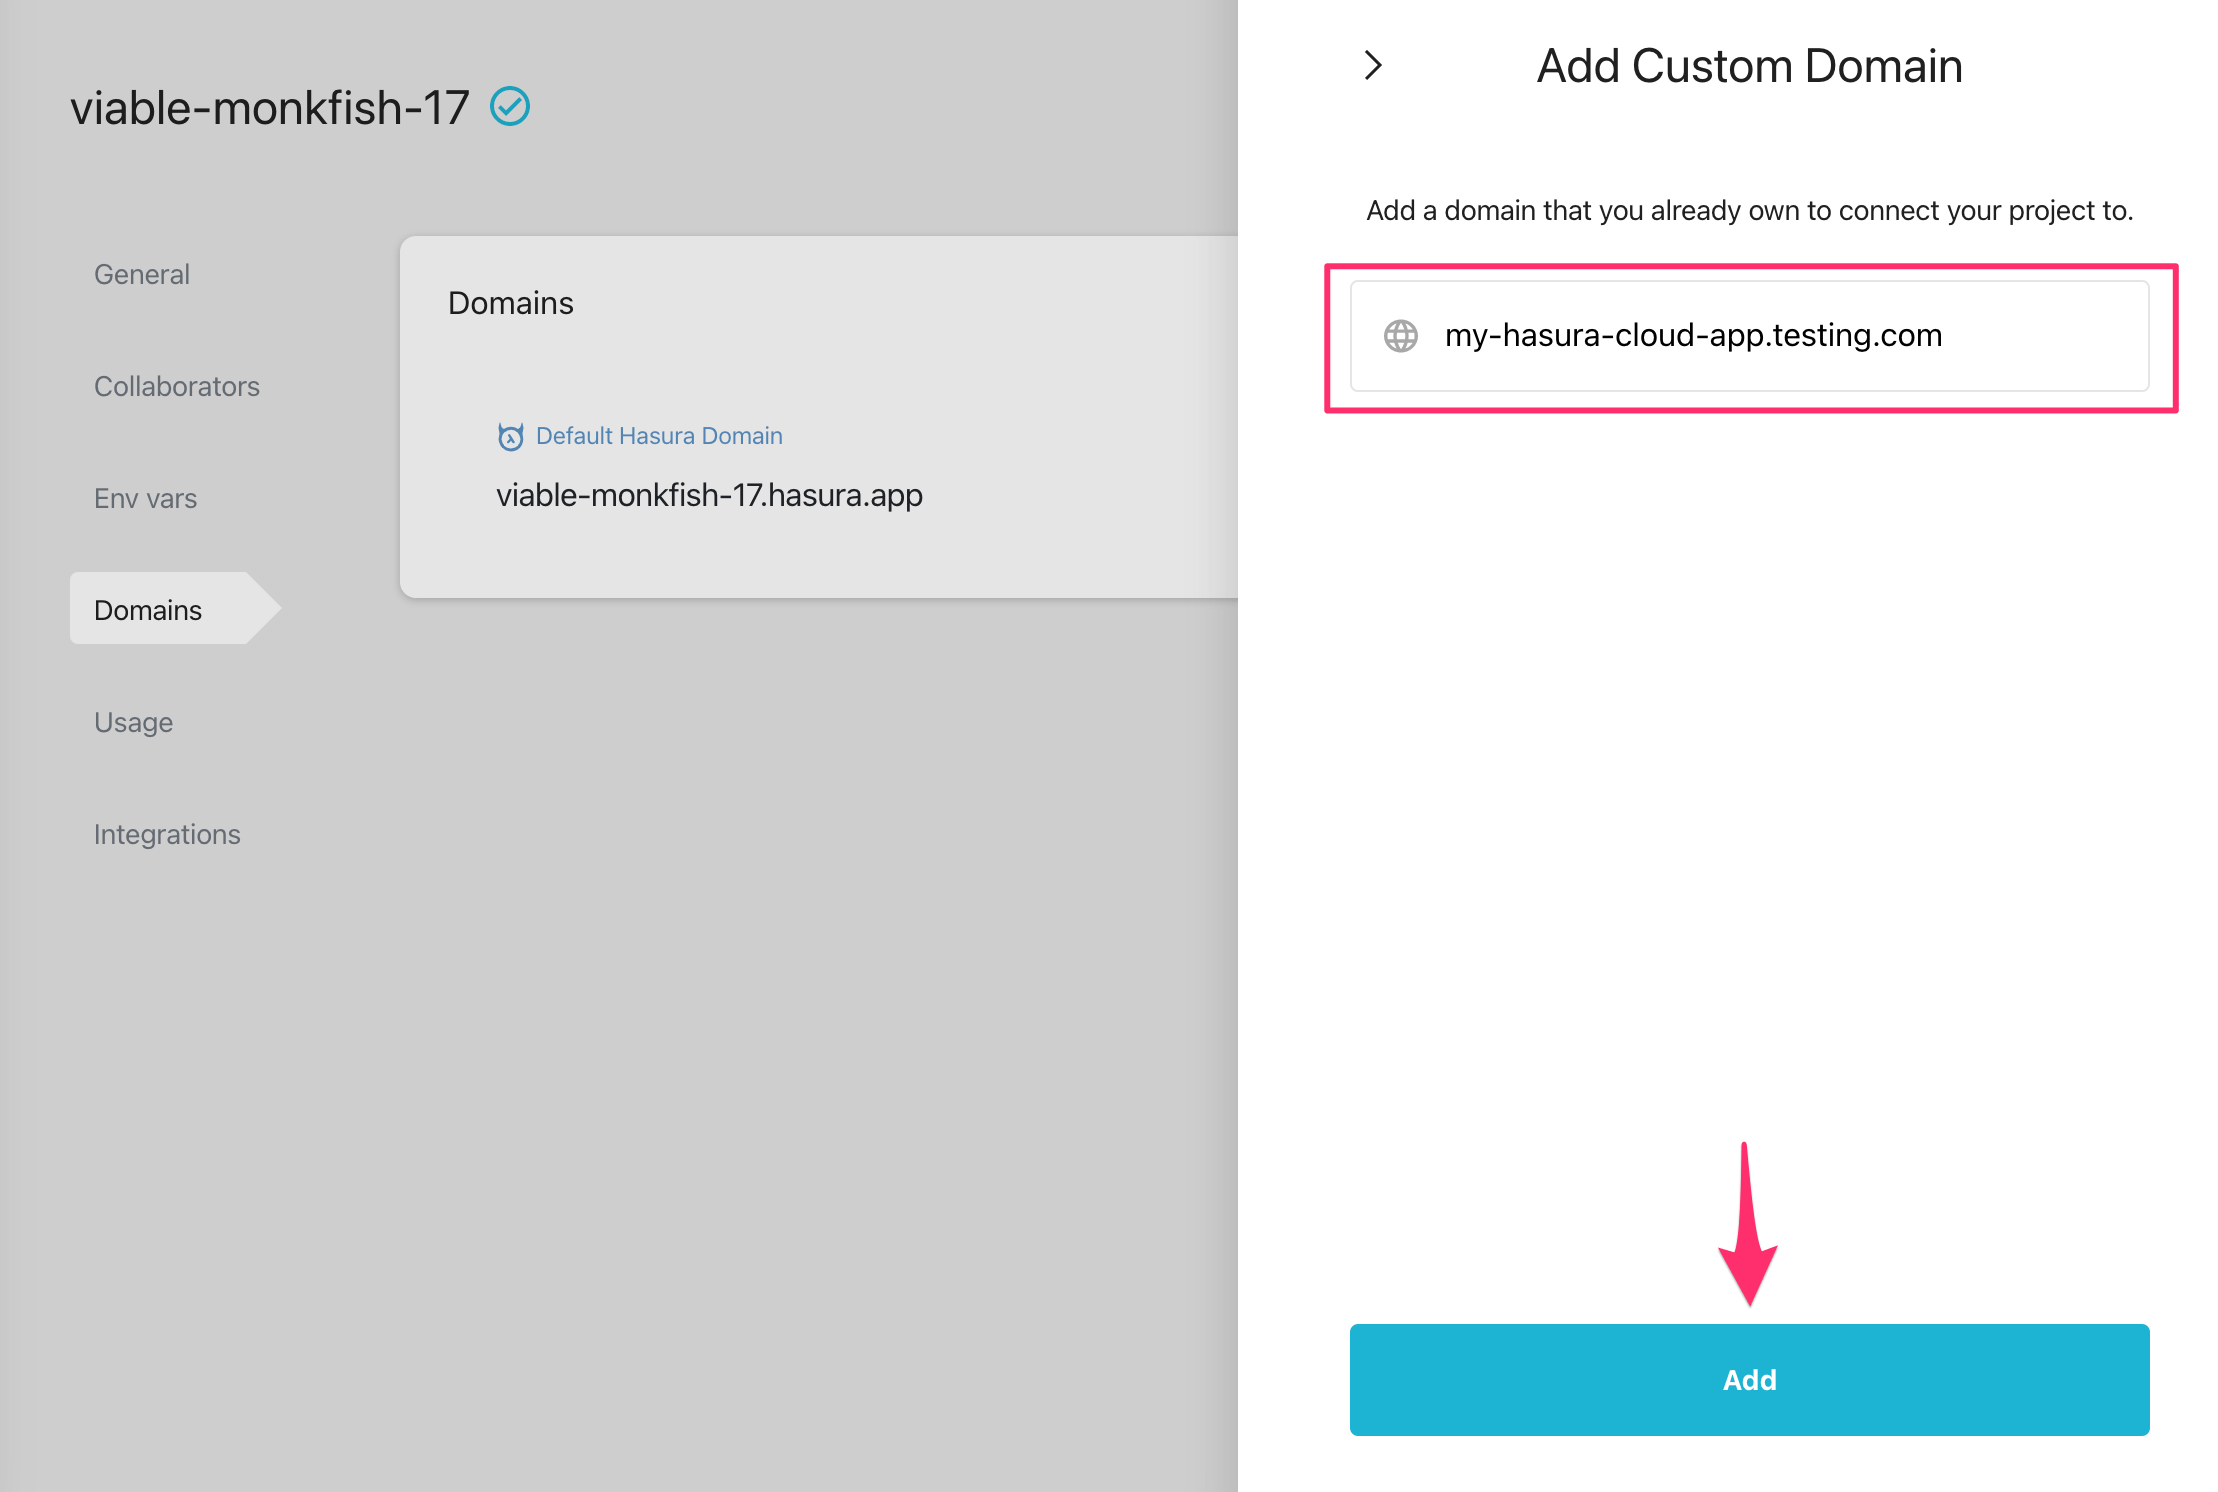 viable-monkfish-17
General
Collaborators
Env vars
Domains
Usage
Integrations
Domains
Default Hasura Domain
viable-monkfish-17.hasura.app
Add Custom Domain
Add a domain that you already own to connect your project to.
my-hasura-cloud-app.testing.com
Add